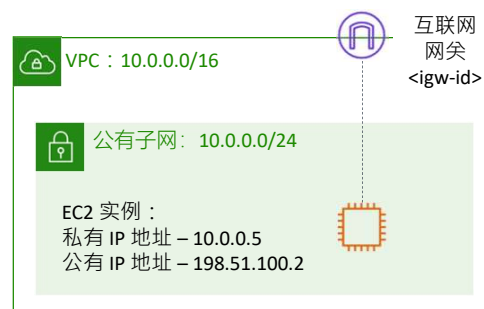 互联网
网关
<igw-id>
VPC：10.0.0.0/16
公有子网：10.0.0.0/24
EC2 实例：
私有 IP 地址 – 10.0.0.5
公有 IP 地址 – 198.51.100.2